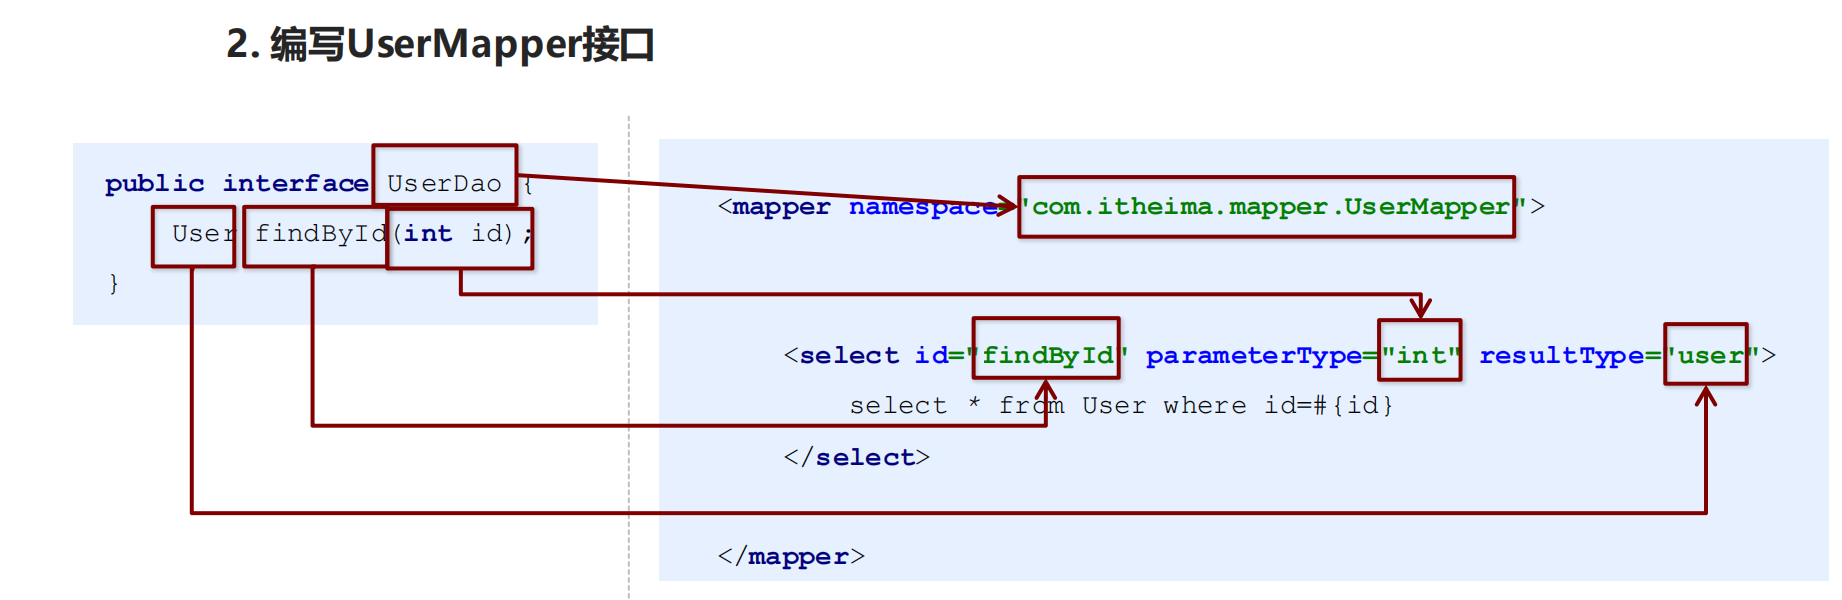 2. 编写UserMapper接口
public interface UserDao {
User findById(int id);
}
<mapper namespace="com.itheima.mapper.UserMapper">
<select id="findById" parameterType="int" resultType="user">
select * from User where id=#{id}
</select>
</mapper>